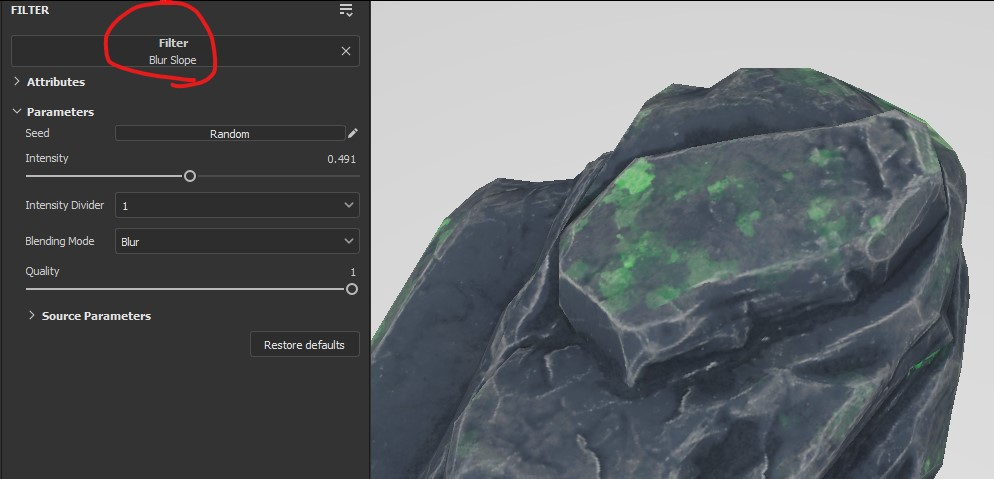 FILTER
Filter
Blur Slope
Attributes
Parameters
Seed Random
Intensity 0.491
Intensity Divider 1
Blending Mode Blur
Quality 1
Source Parameters
Restore defaults